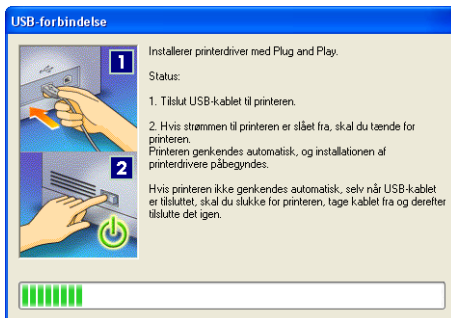 USB-forbindelse
1
Installerer printerdriver med Plug and Play.
Status:
1. Tilslut USB-kablet til printeren.
2. Hvis strømmen til printeren er slået fra, skal du tænde for
printeren.
Printeren genkendes automatisk, og installationen af
printerdrivere påbegyndes.
2
Hvis printeren ikke genkendes automatisk, selv når USB-kablet
er tilsluttet, skal du slukke for printeren, tage kablet fra og derefter
tilslutte det igen.